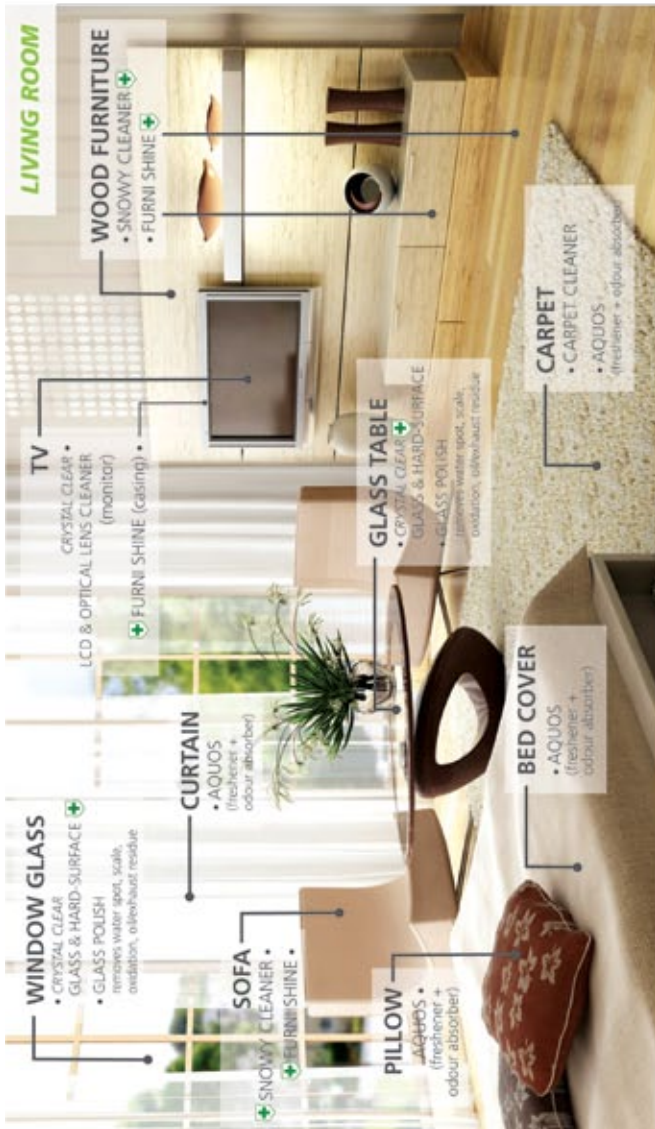 LIVING ROOM
WINDOW GLASS
• CRYSTAL CLEAR
GLASS & HARD-SURFACE
• GLASS POLISH
removes water spot, scale,
oxidation, oil/exhaust residue
TV
CRYSTAL CLEAR •
LCD & OPTICAL LENS CLEANER
(monitor)
FURNI SHINE (casing) •
WOOD FURNITURE
• SNOWY CLEANER
• FURNI SHINE
CURTAIN
• AQUOS
(freshener +
odour absorber)
SOFA
SNOWY CLEANER •
FURNI SHINE •
GLASS TABLE
• CRYSTAL CLEAR
GLASS & HARD-SURFACE
• GLASS POLISH
removes water spot, scale,
oxidation, oil/exhaust residue
PILLOW
AQUOS •
(freshener +
odour absorber)
BED COVER
• AQUOS
(freshener +
odour absorber)
CARPET
• CARPET CLEANER
• AQUOS
(freshener + odour absorber)